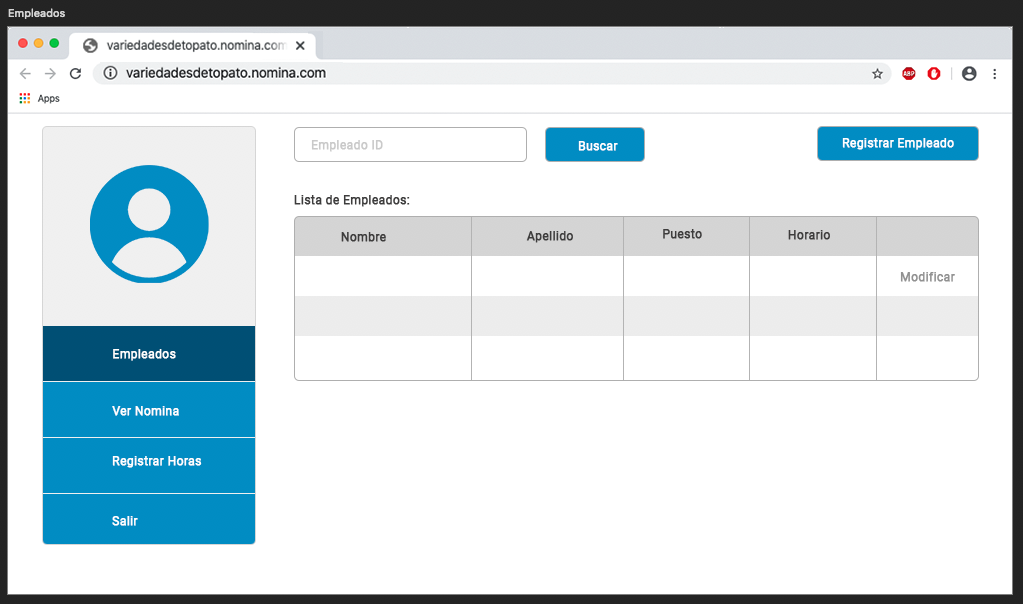 Empleados
variedadesdetopato.nomina.com
variedadesdetopato.nomina.com
ABP
Apps
Empleado ID
Buscar
Registrar Empleado
Lista de Empleados:
Nombre Apellido Puesto Horario
Modificar
Empleados
Ver Nomina
Registrar Horas
Salir